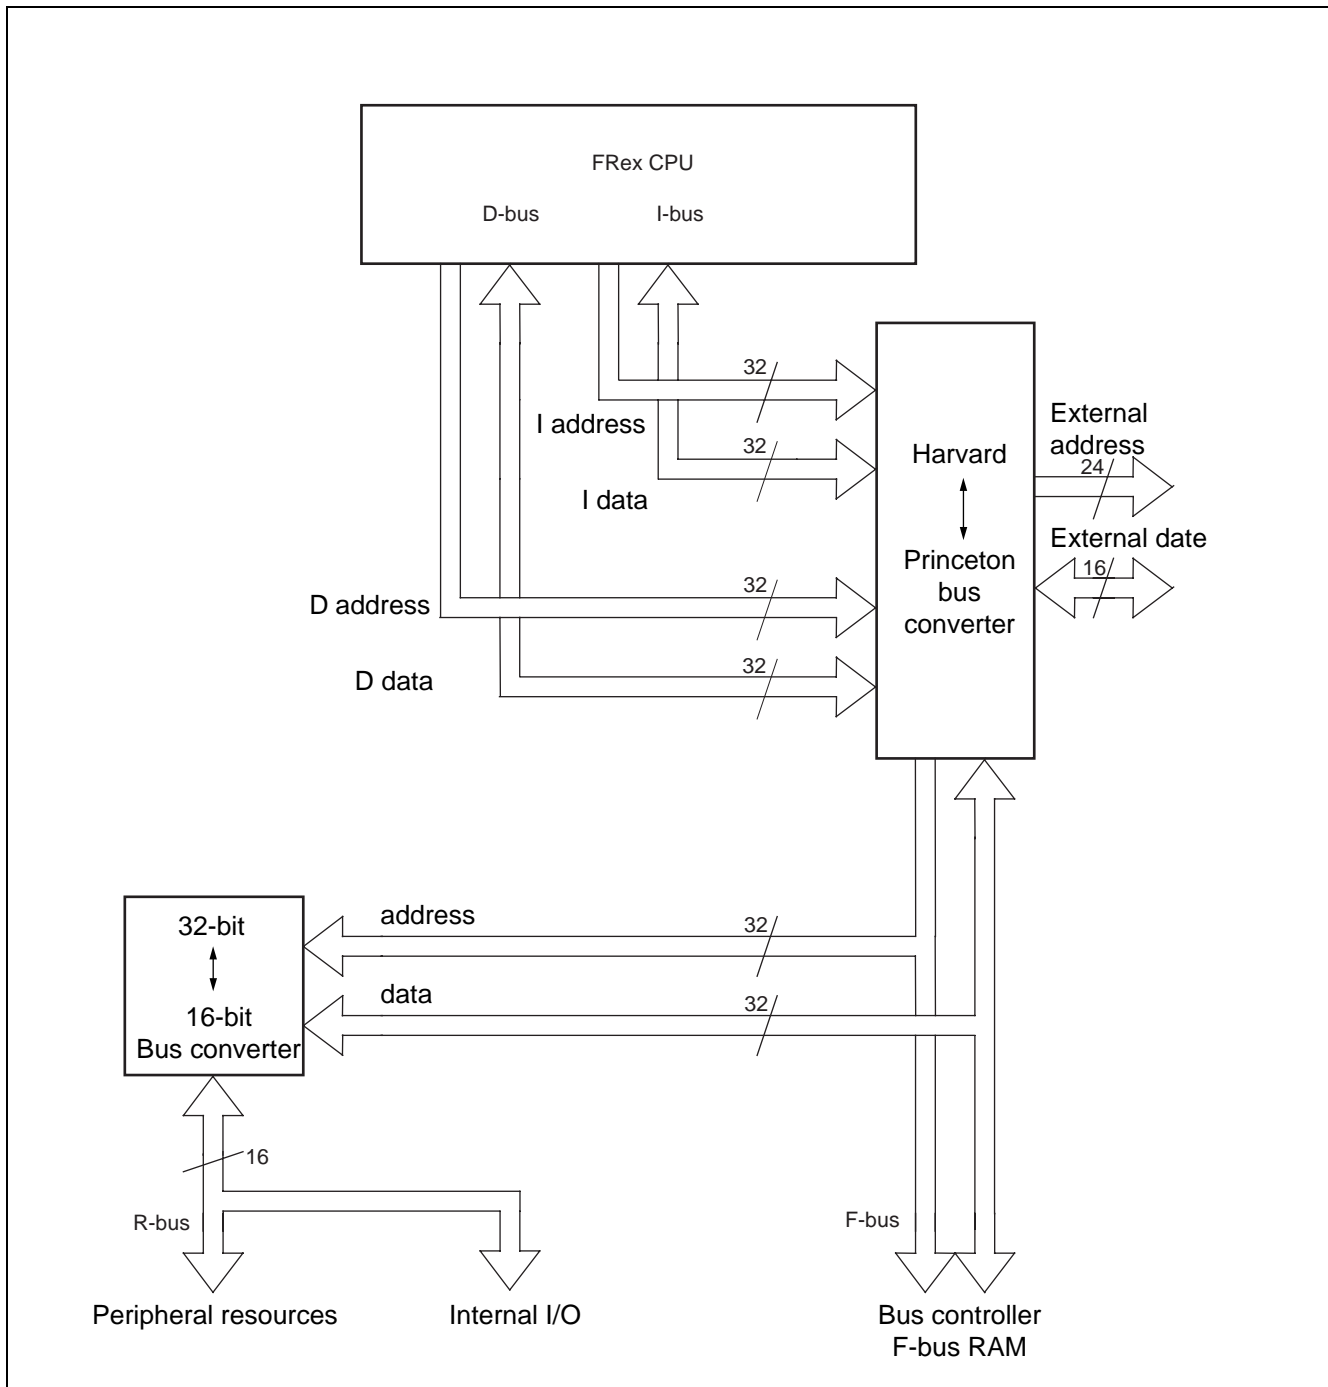 FRex CPU
D-bus
I-bus
32
I address
32
I data
External
address
24
Harvard
External date
16
Princeton
bus
converter
32
D address
32
D data
32-bit
16-bit
Bus converter
address
32
data
32
16
R-bus
F-bus
Peripheral resources
Internal I/O
Bus controller
F-bus RAM